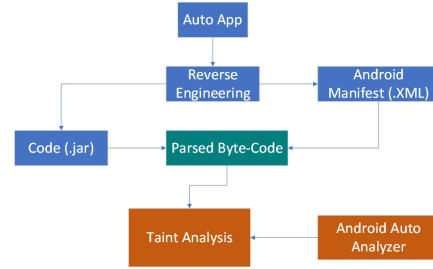 Auto App
Reverse
Engineering
Android
Manifest (.XML)
Code (.jar)
Parsed Byte-Code
Taint Analysis
Android Auto
Analyzer